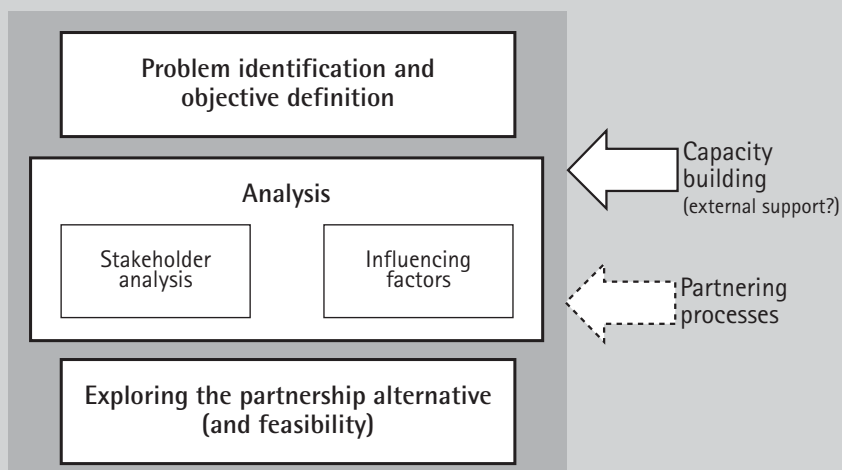 Problem identification and
objective definition
Analysis
Stakeholder
analysis
Influencing
factors
Exploring the partnership alternative
(and feasibility)
Capacity
building
(external support?)
Partnering
processes